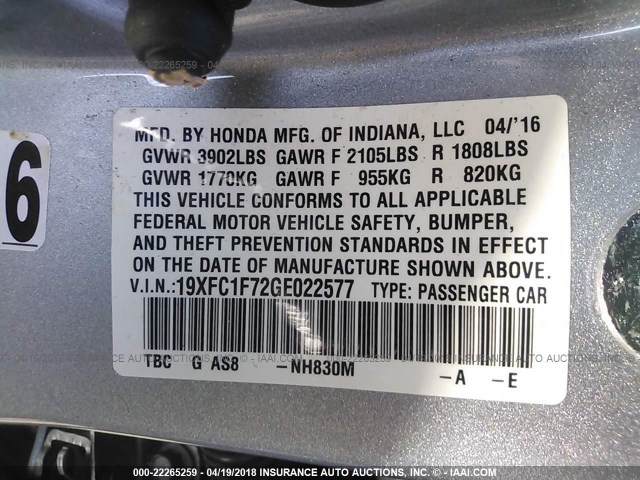 MFD. BY HONDA MFG. OF INDIANA, LLC 04/'16
GVWR 3902LBS GAWR F 2105LBS R 1808LBS
GVWR 1770KG GAWR F 955KG R 820KG
THIS VEHICLE CONFORMS TO ALL APPLICABLE
FEDERAL MOTOR VEHICLE SAFETY, BUMPER,
AND THEFT PREVENTION STANDARDS IN EFFECT
ON THE DATE OF MANUFACTURE SHOWN ABOVE.
V.I.N.:19XFC1F72GE022577 TYPE: PASSENGER CAR
TBC G AS8 -NH830M -A -E
6
000-22265259 - 04/19/2018 INSURANCE AUTO AUCTIONS, INC. - IAAI.COM